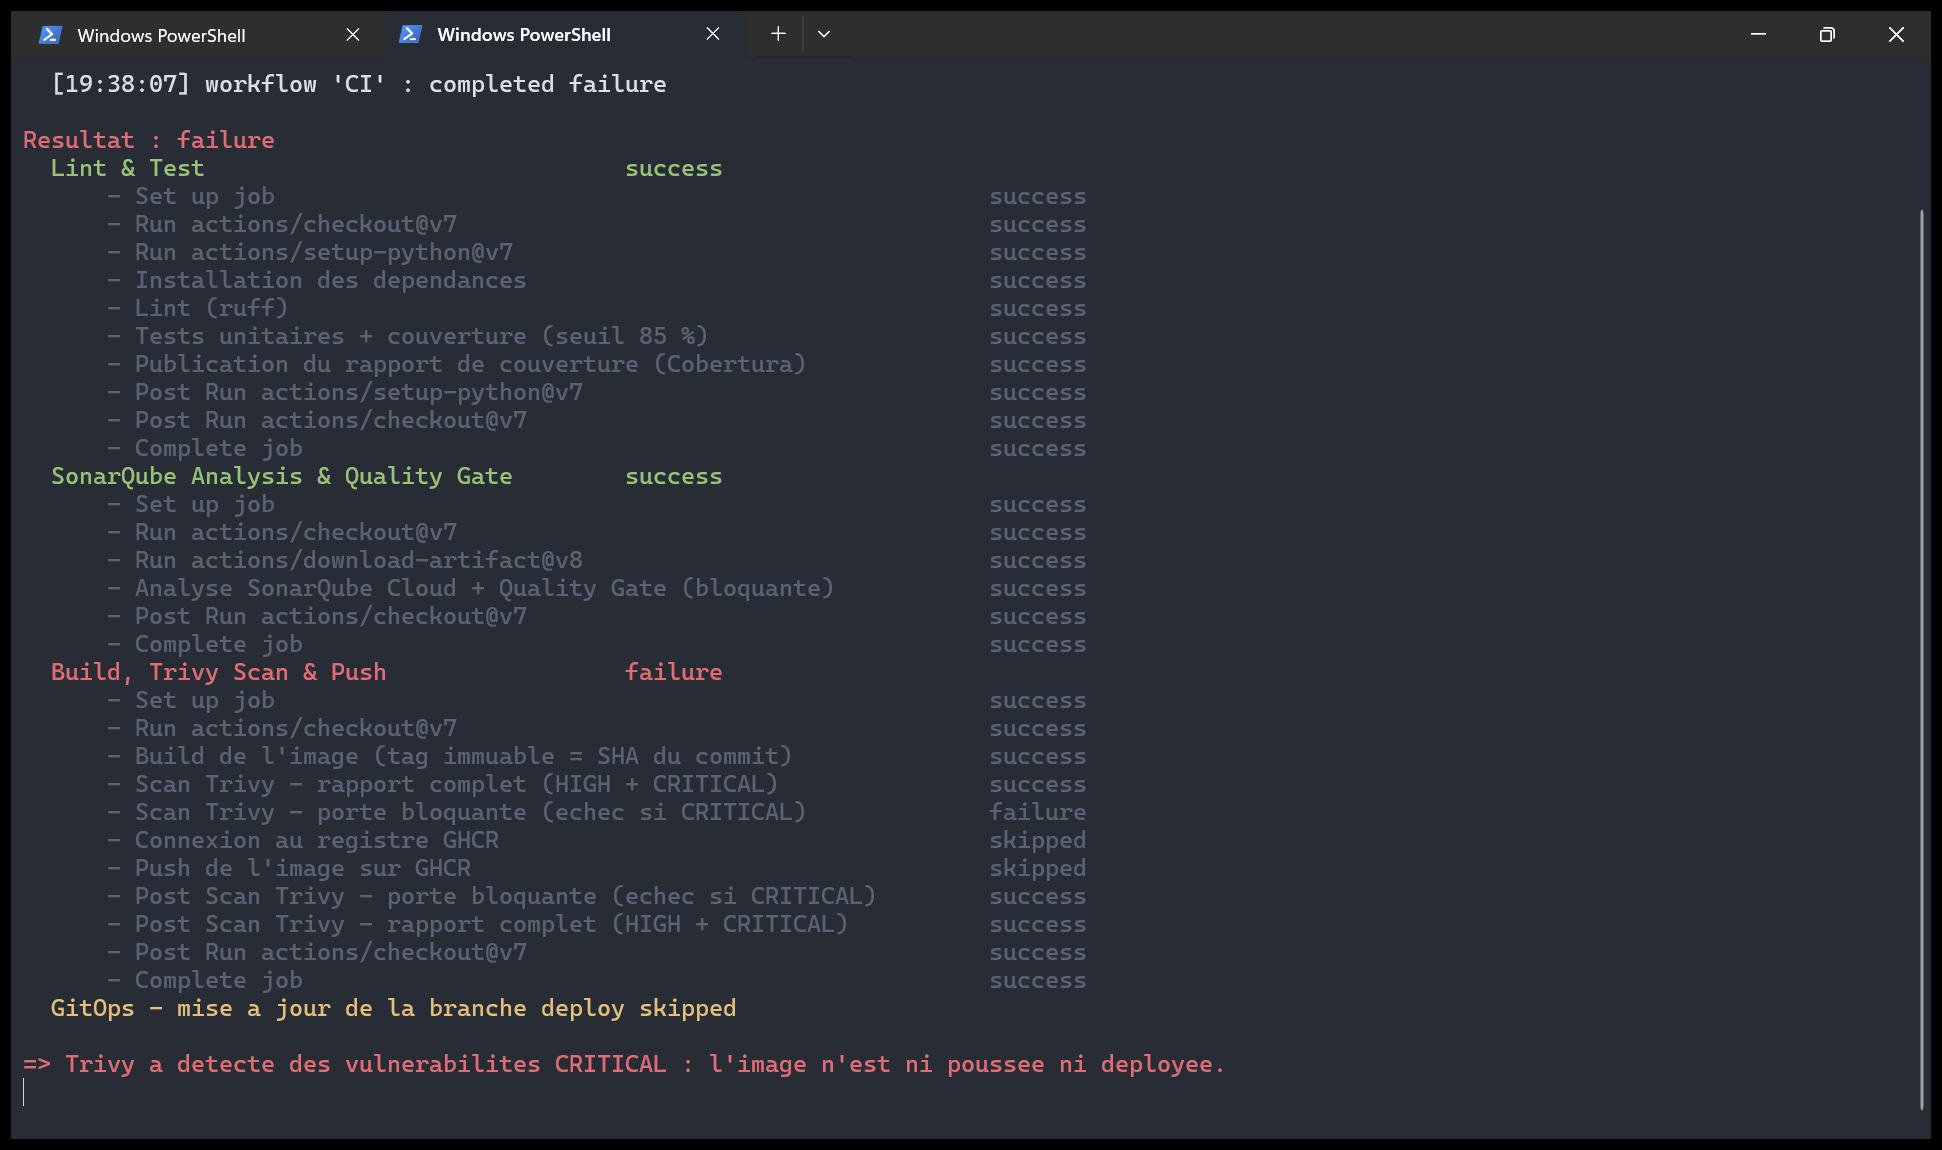 Windows PowerShell
Windows PowerShell
[19:38:07] workflow 'CI' : completed failure
Resultat : failure
Lint & Test success
- Set up job success
- Run actions/checkout@v7 success
- Run actions/setup-python@v7 success
- Installation des dependances success
- Lint (ruff) success
- Tests unitaires + couverture (seuil 85 %) success
- Publication du rapport de couverture (Cobertura) success
- Post Run actions/setup-python@v7 success
- Post Run actions/checkout@v7 success
- Complete job success
SonarQube Analysis & Quality Gate success
- Set up job success
- Run actions/checkout@v7 success
- Run actions/download-artifact@v8 success
- Analyse SonarQube Cloud + Quality Gate (bloquante) success
- Post Run actions/checkout@v7 success
- Complete job success
Build, Trivy Scan & Push failure
- Set up job success
- Run actions/checkout@v7 success
- Build de l'image (tag immuable = SHA du commit) success
- Scan Trivy - rapport complet (HIGH + CRITICAL) success
- Scan Trivy - porte bloquante (echec si CRITICAL) failure
- Connexion au registre GHCR skipped
- Push de l'image sur GHCR skipped
- Post Scan Trivy - porte bloquante (echec si CRITICAL) success
- Post Scan Trivy - rapport complet (HIGH + CRITICAL) success
- Post Run actions/checkout@v7 success
- Complete job success
GitOps - mise a jour de la branche deploy skipped
=> Trivy a detecte des vulnerabilites CRITICAL : l'image n'est ni poussee ni deployee.